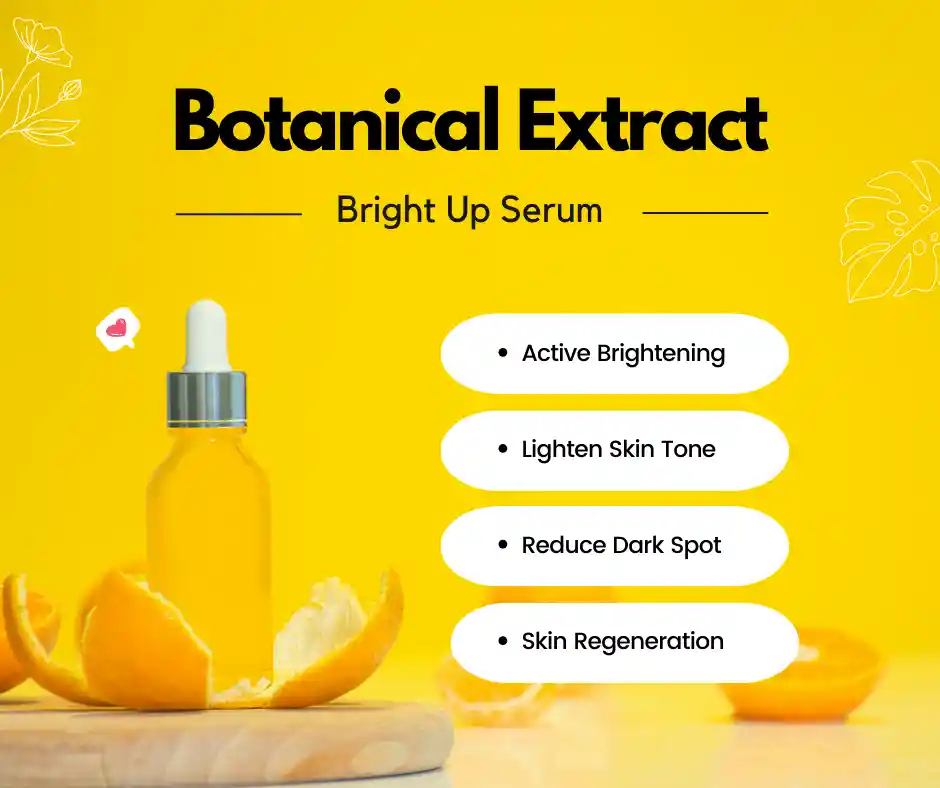 Botanical Extract
Bright Up Serum
• Active Brightening
• Lighten Skin Tone
• Reduce Dark Spot
• Skin Regeneration